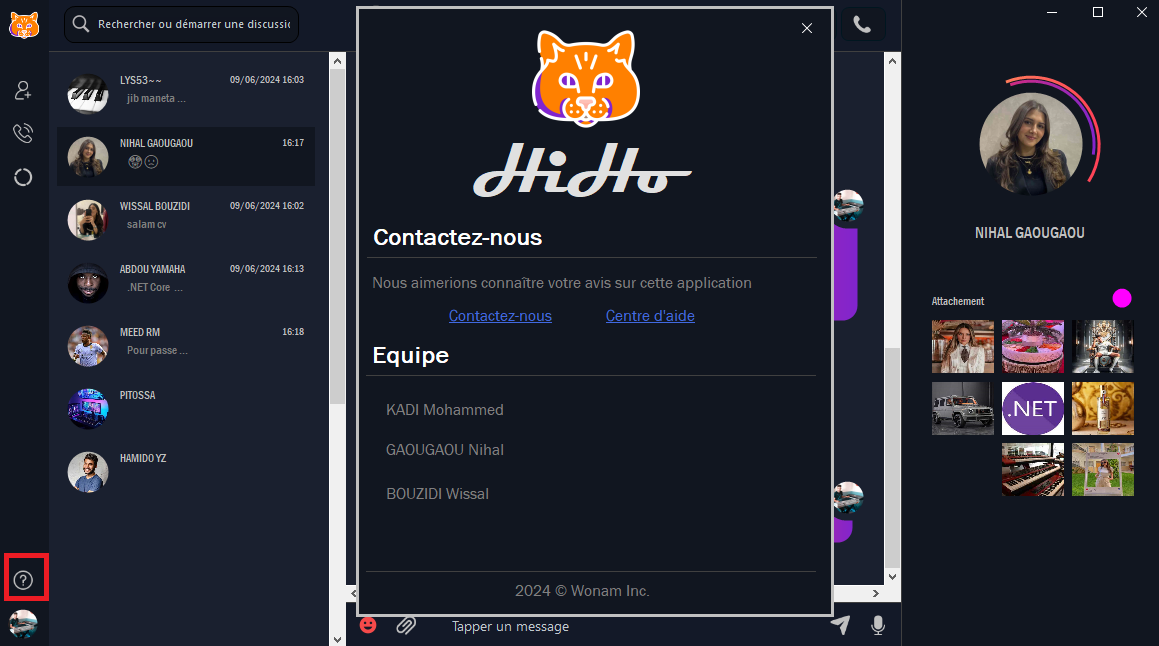 Rechercher ou démarrer une discussi
LYS53~~
09/06/2024 16:03
jib maneta ...
NIHAL GAOUGAOU
16:17
WISSAL BOUZIDI
09/06/2024 16:02
salam cv
ABDOU YAMAHA
09/06/2024 16:13
.NET Core ...
MEED RM
16:18
Pour passe ...
PITOSSA
HAMIDO YZ
HiHo
Contactez-nous
Nous aimerions connaître votre avis sur cette application
Contactez-nous
Centre d'aide
Equipe
KADI Mohammed
GAOUGAOU Nihal
BOUZIDI Wissal
2024 © Wonam Inc.
Tapper un message
NIHAL GAOUGAOU
Attachement
.NET